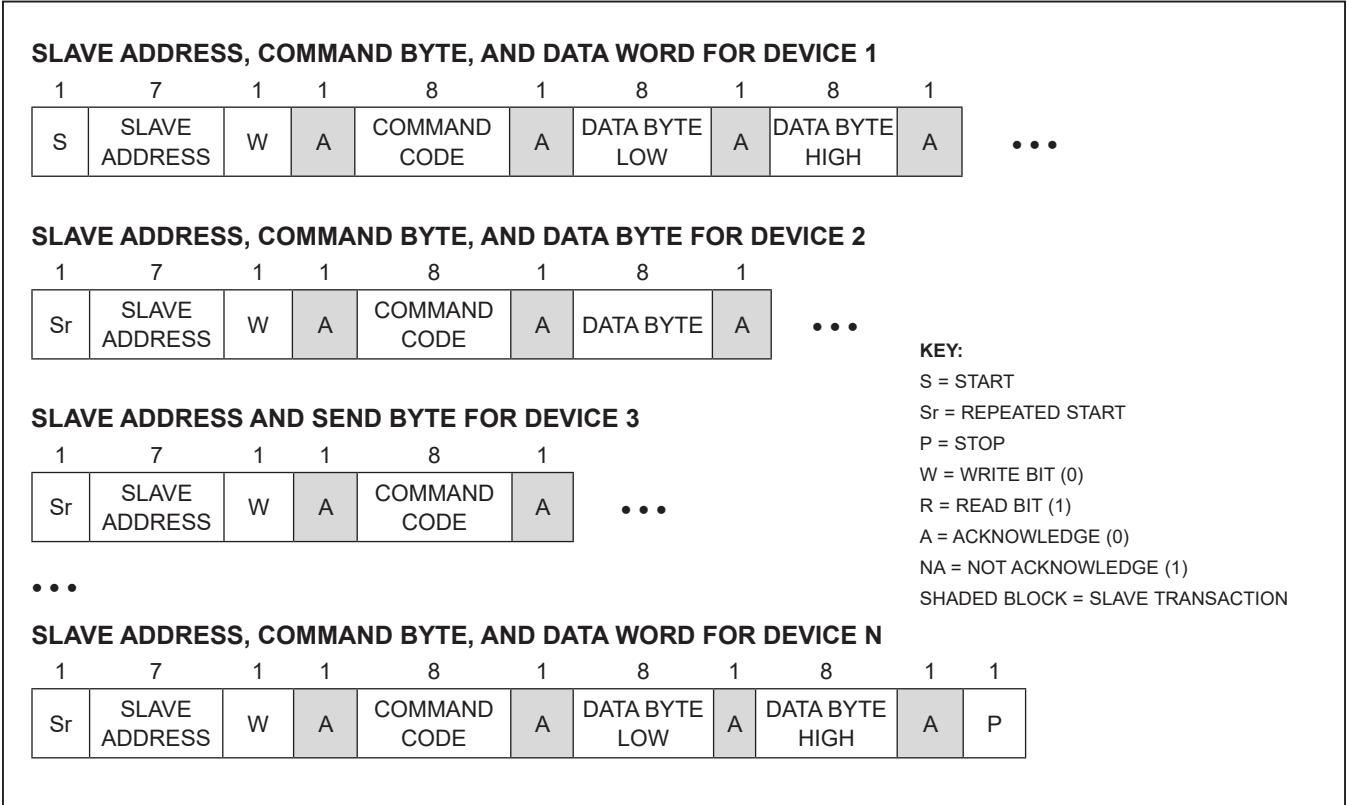 SLAVE ADDRESS, COMMAND BYTE, AND DATA WORD FOR DEVICE 1
1 7 1 1 8 1 8 1 8 1
S SLAVE ADDRESS W A COMMAND CODE A DATA BYTE LOW A DATA BYTE HIGH A •••
SLAVE ADDRESS, COMMAND BYTE, AND DATA BYTE FOR DEVICE 2
1 7 1 1 8 1 8 1
Sr SLAVE ADDRESS W A COMMAND CODE A DATA BYTE A •••
SLAVE ADDRESS AND SEND BYTE FOR DEVICE 3
1 7 1 1 8 1
Sr SLAVE ADDRESS W A COMMAND CODE A •••
•••
KEY:
S = START
Sr = REPEATED START
P = STOP
W = WRITE BIT (0)
R = READ BIT (1)
A = ACKNOWLEDGE (0)
NA = NOT ACKNOWLEDGE (1)
SHADED BLOCK = SLAVE TRANSACTION
SLAVE ADDRESS, COMMAND BYTE, AND DATA WORD FOR DEVICE N
1 7 1 1 8 1 8 1 8 1 1
Sr SLAVE ADDRESS W A COMMAND CODE A DATA BYTE LOW A DATA BYTE HIGH A P